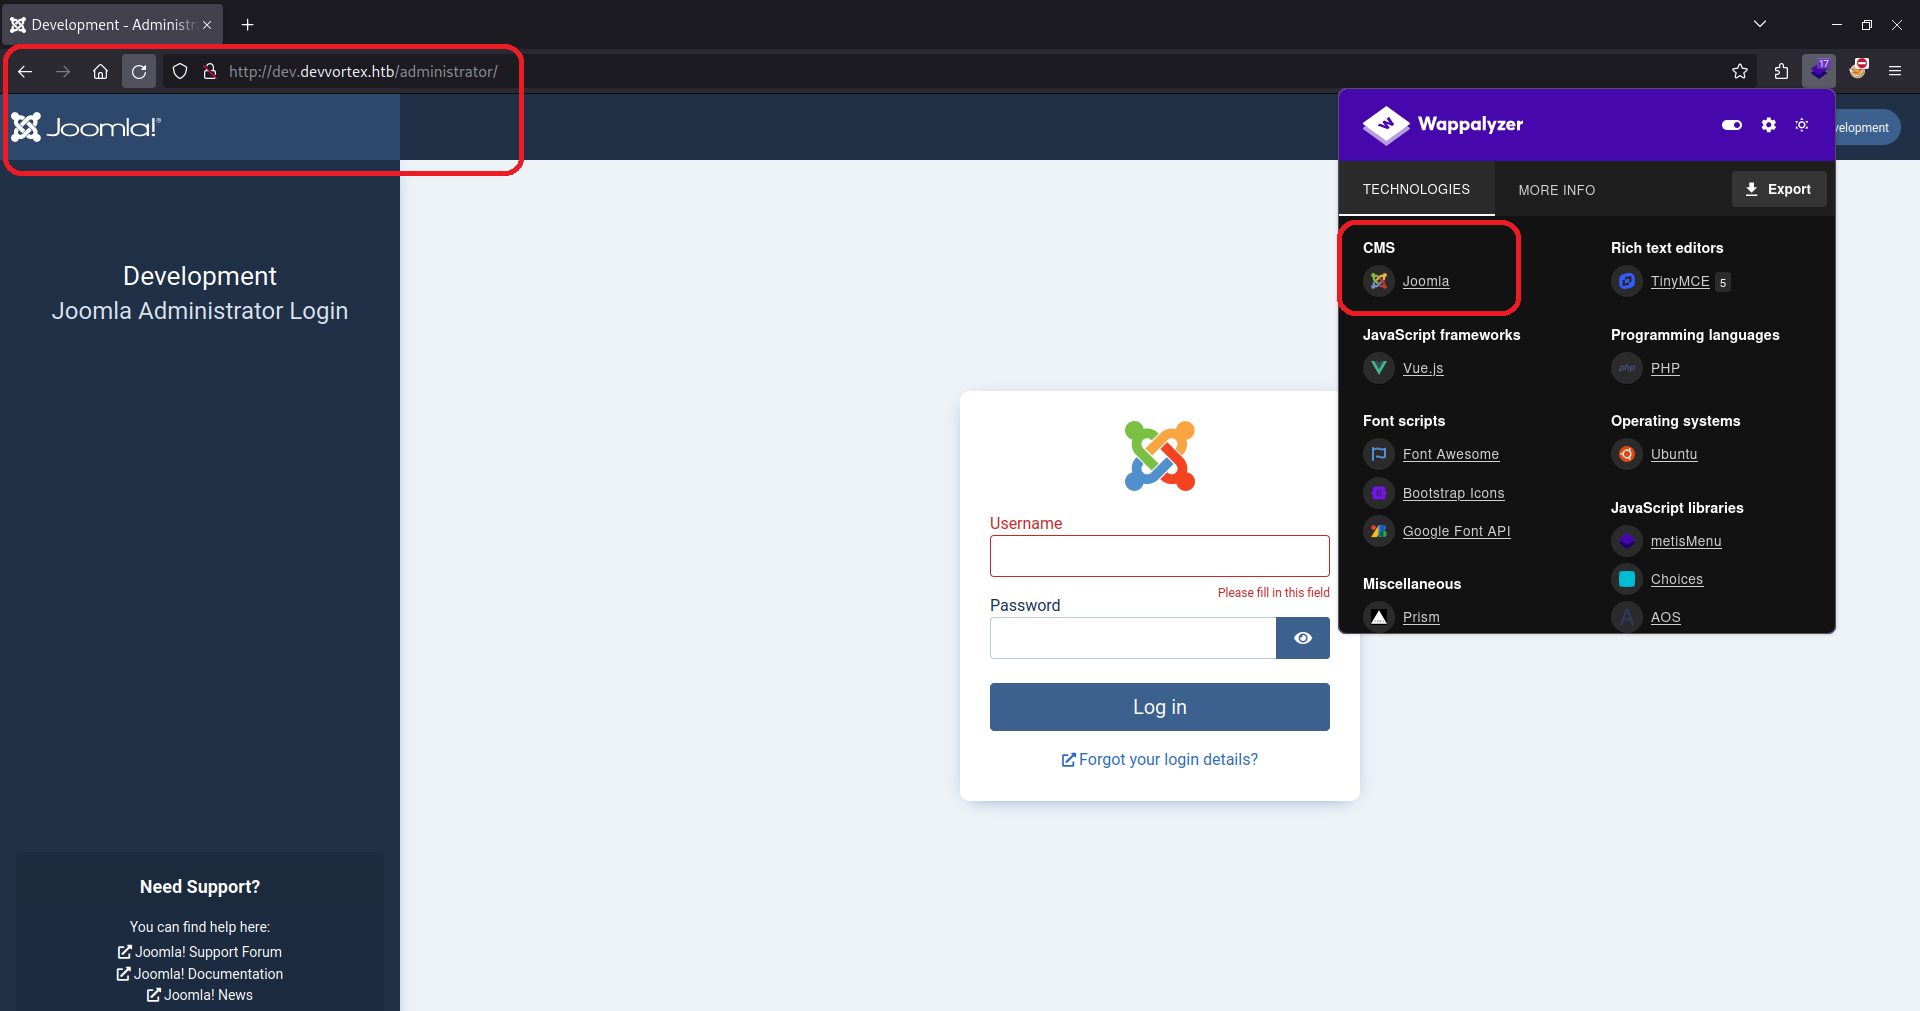 Development - Administr
http://dev.devvortex.htb/administrator/
17
Joomla!®
Development
Joomla Administrator Login
Username
Please fill in this field
Password
Log in
Forgot your login details?
Need Support?
You can find help here:
Joomla! Support Forum
Joomla! Documentation
Joomla! News
velopment
Wappalyzer
TECHNOLOGIES
MORE INFO
Export
CMS
Joomla
JavaScript frameworks
Vue.js
Font scripts
Font Awesome
Bootstrap Icons
Google Font API
Miscellaneous
Prism
Rich text editors
TinyMCE 5
Programming languages
php
PHP
Operating systems
Ubuntu
JavaScript libraries
metisMenu
Choices
AOS